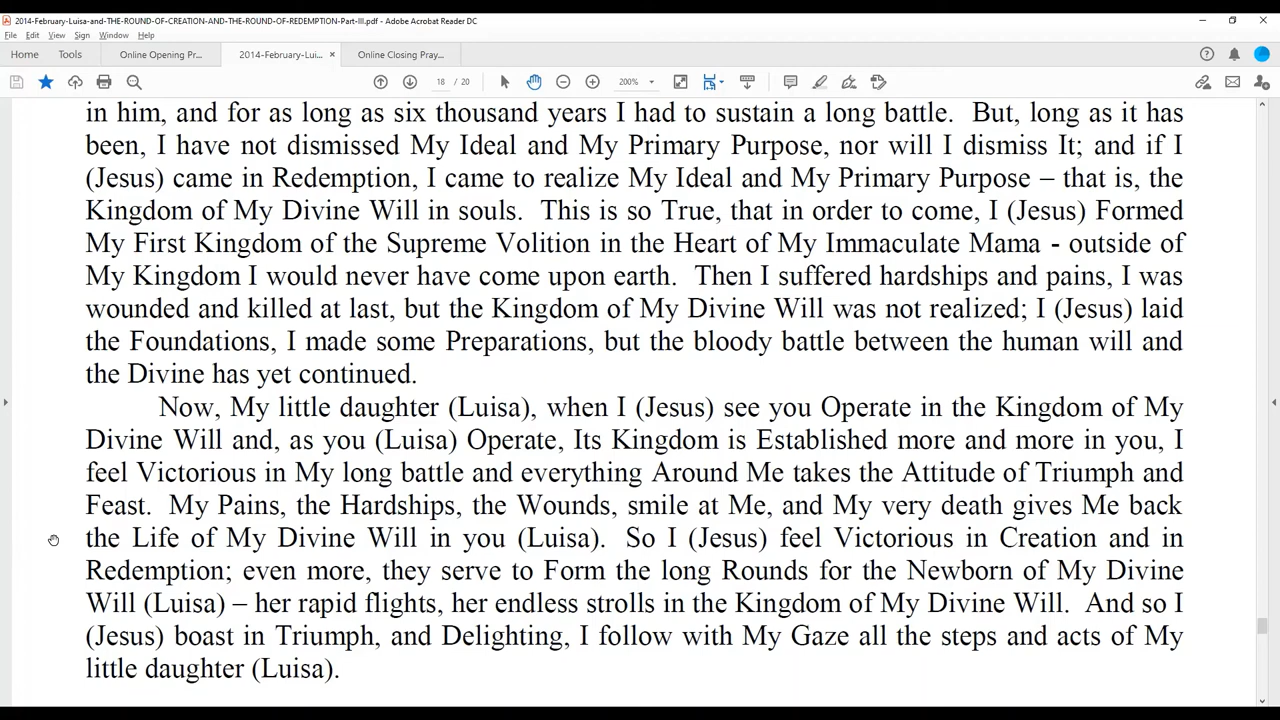 2014-February-Luisa-and-THE-ROUND-OF-CREATION-AND-THE-ROUND-OF-REDEMPTION-Part-III.pdf - Adobe Acrobat Reader DC
File Edit View Sign Window Help
Home Tools Online Opening Pr... 2014-February-Lui... × Online Closing Pray...
18 / 20 200%
in him, and for as long as six thousand years I had to sustain a long battle. But, long as it has
been, I have not dismissed My Ideal and My Primary Purpose, nor will I dismiss It; and if I
(Jesus) came in Redemption, I came to realize My Ideal and My Primary Purpose – that is, the
Kingdom of My Divine Will in souls. This is so True, that in order to come, I (Jesus) Formed
My First Kingdom of the Supreme Volition in the Heart of My Immaculate Mama - outside of
My Kingdom I would never have come upon earth. Then I suffered hardships and pains, I was
wounded and killed at last, but the Kingdom of My Divine Will was not realized; I (Jesus) laid
the Foundations, I made some Preparations, but the bloody battle between the human will and
the Divine has yet continued.
Now, My little daughter (Luisa), when I (Jesus) see you Operate in the Kingdom of My
Divine Will and, as you (Luisa) Operate, Its Kingdom is Established more and more in you, I
feel Victorious in My long battle and everything Around Me takes the Attitude of Triumph and
Feast. My Pains, the Hardships, the Wounds, smile at Me, and My very death gives Me back
the Life of My Divine Will in you (Luisa). So I (Jesus) feel Victorious in Creation and in
Redemption; even more, they serve to Form the long Rounds for the Newborn of My Divine
Will (Luisa) – her rapid flights, her endless strolls in the Kingdom of My Divine Will. And so I
(Jesus) boast in Triumph, and Delighting, I follow with My Gaze all the steps and acts of My
little daughter (Luisa).